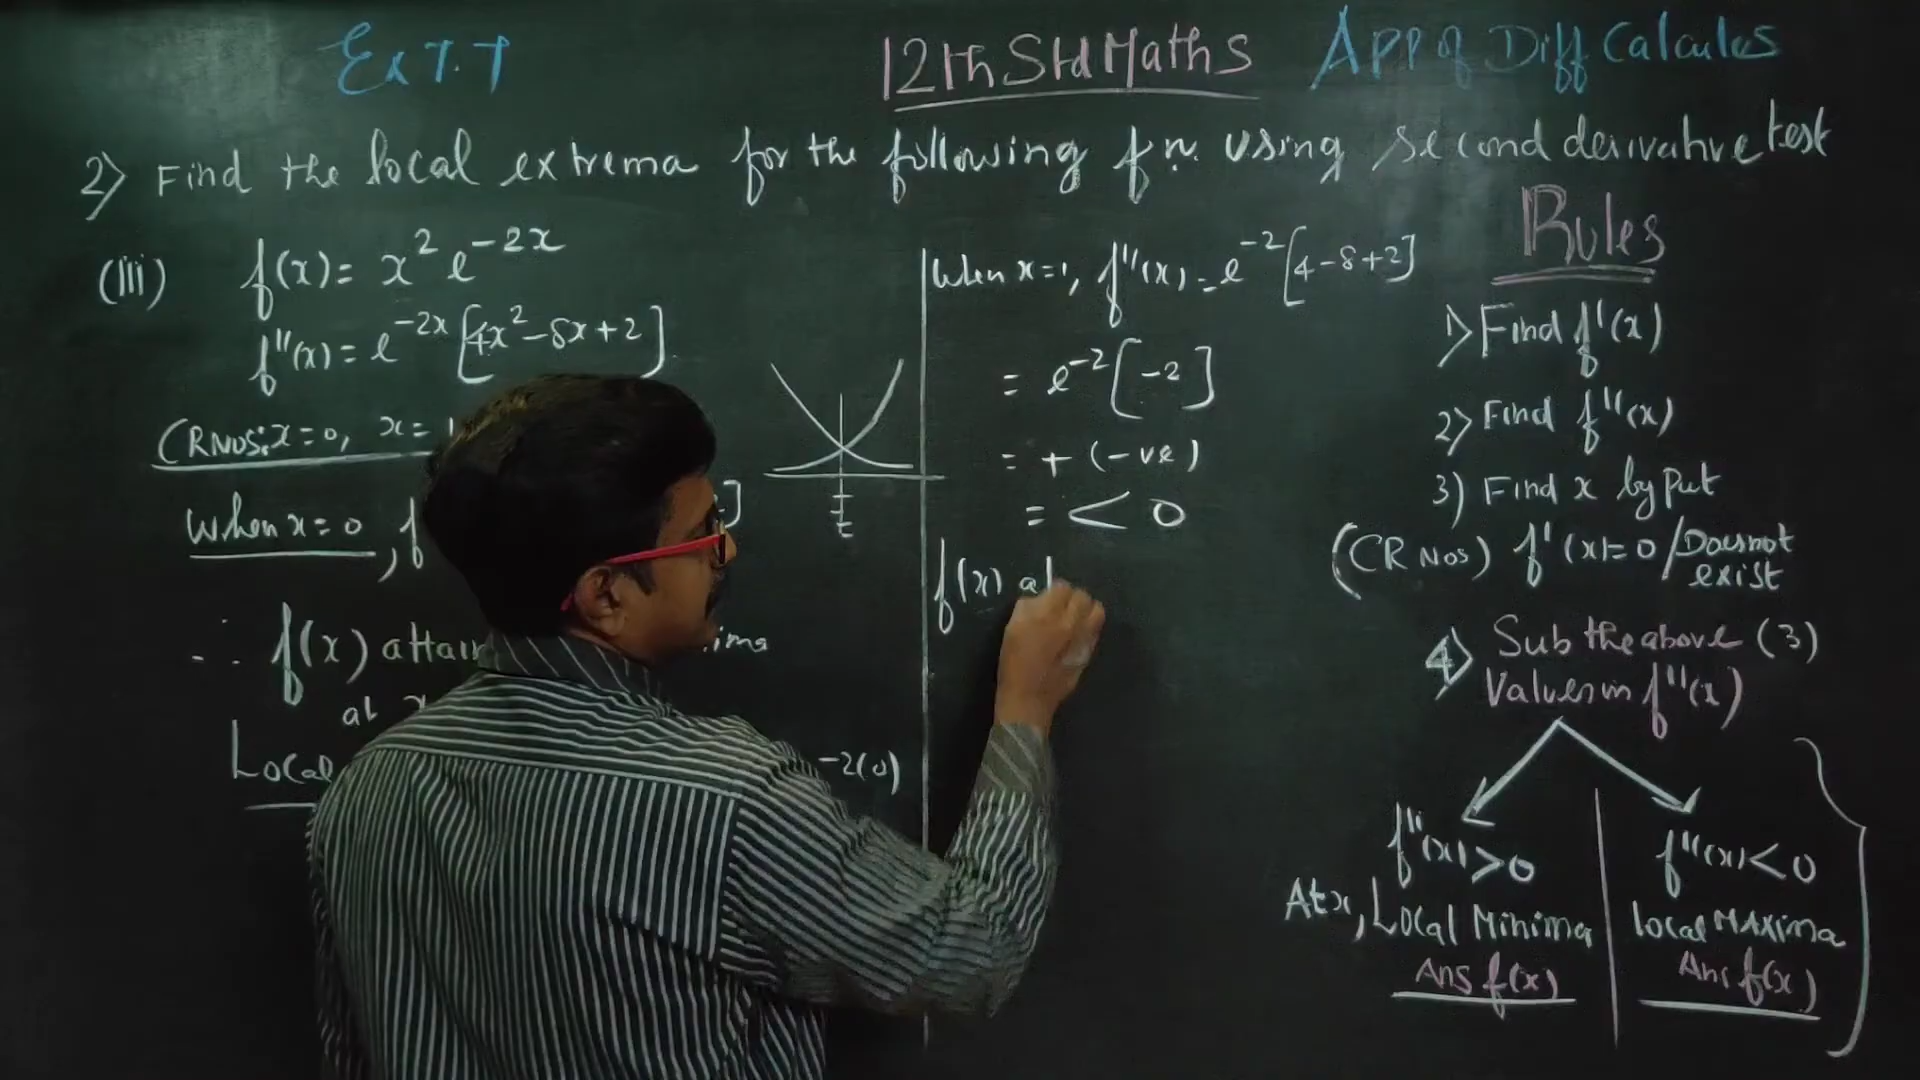 Ex 7.7
12th Std Maths
App of Diff Calculus
2) Find the local extrema for the following fn. using second derivative test
(iii) f(x) = x² e^-2x
f''(x) = e^-2x [4x² - 8x + 2]
CRNOS: x = 0, x = 1
When x = 0, f
∴ f(x) attain
at x
Local -2(0)
When x = 1, f''(x) = e^-2 [4 - 8 + 2]
= e^-2 [-2]
= + (-ve)
= < 0
f(x) at
Rules
1) Find f'(x)
2) Find f''(x)
3) Find x by Put
(CR Nos) f'(x) = 0 / Does not exist
4) Sub the above (3)
Values in f''(x)
f''(x) > 0
At x, Local Minima
Ans f(x)
f''(x) < 0
Local MAxima
Ans f(x)